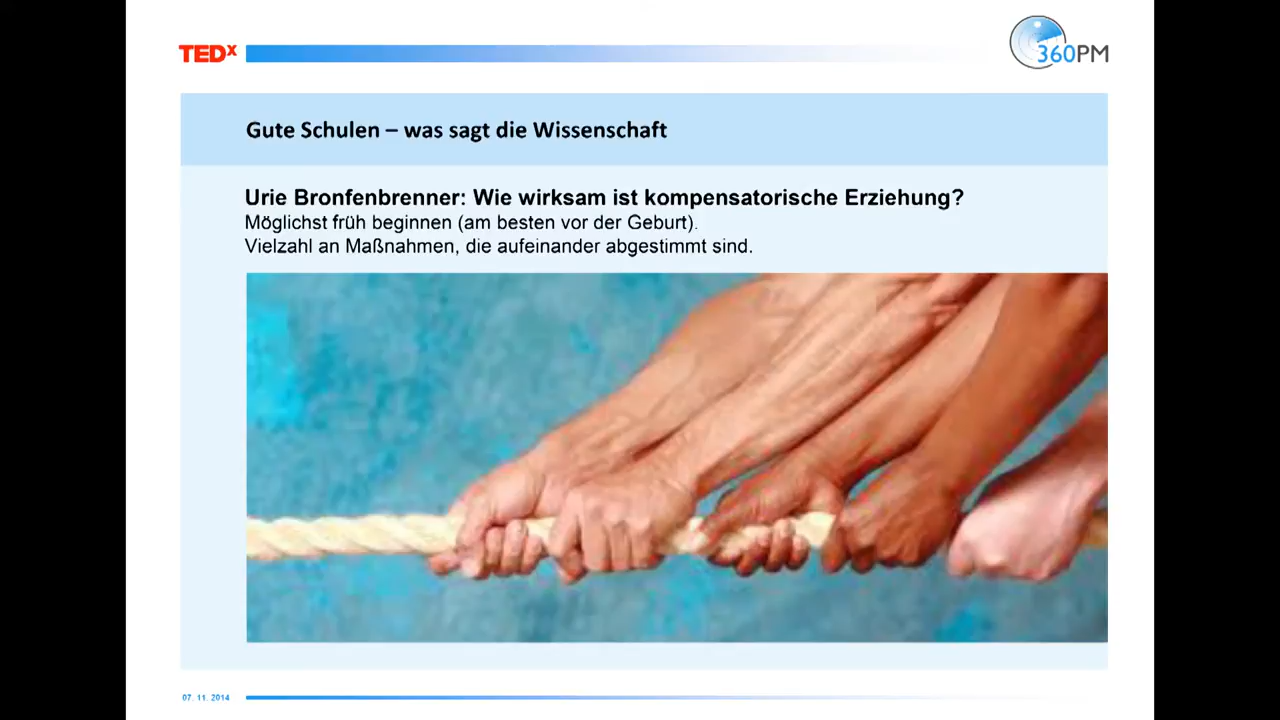 TEDx
360PM
Gute Schulen – was sagt die Wissenschaft
Urie Bronfenbrenner: Wie wirksam ist kompensatorische Erziehung?
Möglichst früh beginnen (am besten vor der Geburt).
Vielzahl an Maßnahmen, die aufeinander abgestimmt sind.
07. 11. 2014